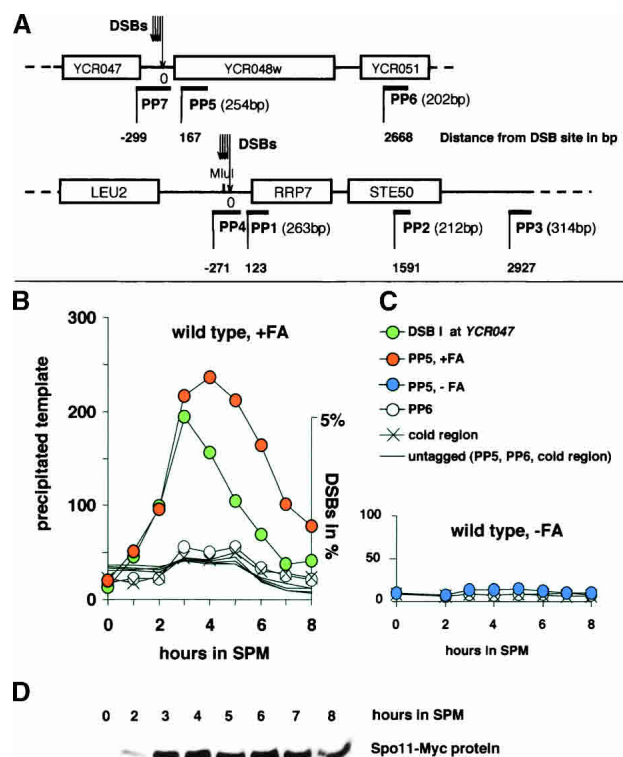 A
DSBs
YCR047
YCR048w
YCR051
0
PP7
PP5 (254bp)
PP6 (202bp)
-299
167
2668
Distance from DSB site in bp
DSBs
MluI
LEU2
RRP7
STE50
0
PP4
PP1 (263bp)
PP2 (212bp)
PP3 (314bp)
-271
123
1591
2927
B
wild type, +FA
300
200
100
0
precipitated template
5%
DSBs in %
0 2 4 6 8
hours in SPM
C
DSB I at YCR047
PP5, +FA
PP5, - FA
PP6
cold region
untagged (PP5, PP6, cold region)
wild type, -FA
100
50
0
0 2 4 6 8
hours in SPM
D
0 2 3 4 5 6 7 8 hours in SPM
Spo11-Myc protein